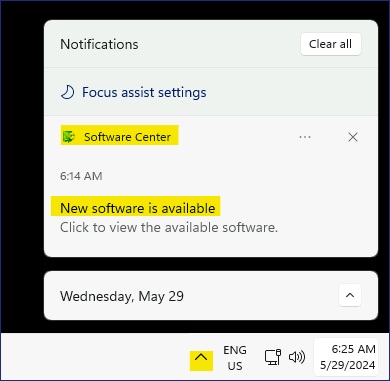 Notifications
Clear all
Focus assist settings
Software Center
6:14 AM
New software is available
Click to view the available software.
Wednesday, May 29
ENG
US
6:25 AM
5/29/2024